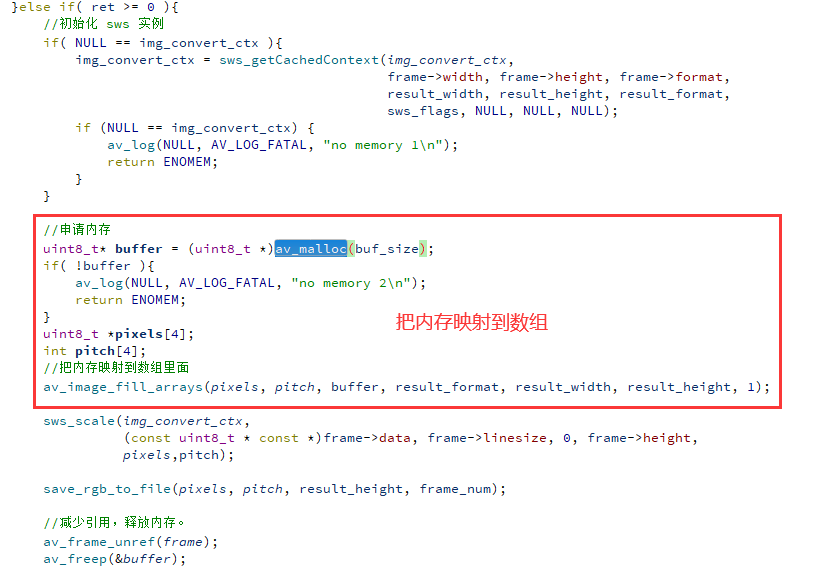 }else if( ret >= 0 ){
//初始化 sws 实例
if( NULL == img_convert_ctx ){
img_convert_ctx = sws_getCachedContext(img_convert_ctx,
frame->width, frame->height, frame->format,
result_width, result_height, result_format,
sws_flags, NULL, NULL, NULL);
if (NULL == img_convert_ctx) {
av_log(NULL, AV_LOG_FATAL, "no memory 1\n");
return ENOMEM;
}
}
//申请内存
uint8_t* buffer = (uint8_t *)av_malloc(buf_size);
if( !buffer ){
av_log(NULL, AV_LOG_FATAL, "no memory 2\n");
return ENOMEM;
}
把内存映射到数组
uint8_t *pixels[4];
int pitch[4];
//把内存映射到数组里面
av_image_fill_arrays(pixels, pitch, buffer, result_format, result_width, result_height, 1);
sws_scale(img_convert_ctx,
(const uint8_t * const *)frame->data, frame->linesize, 0, frame->height,
pixels,pitch);
save_rgb_to_file(pixels, pitch, result_height, frame_num);
//减少引用，释放内存。
av_frame_unref(frame);
av_freep(&buffer);